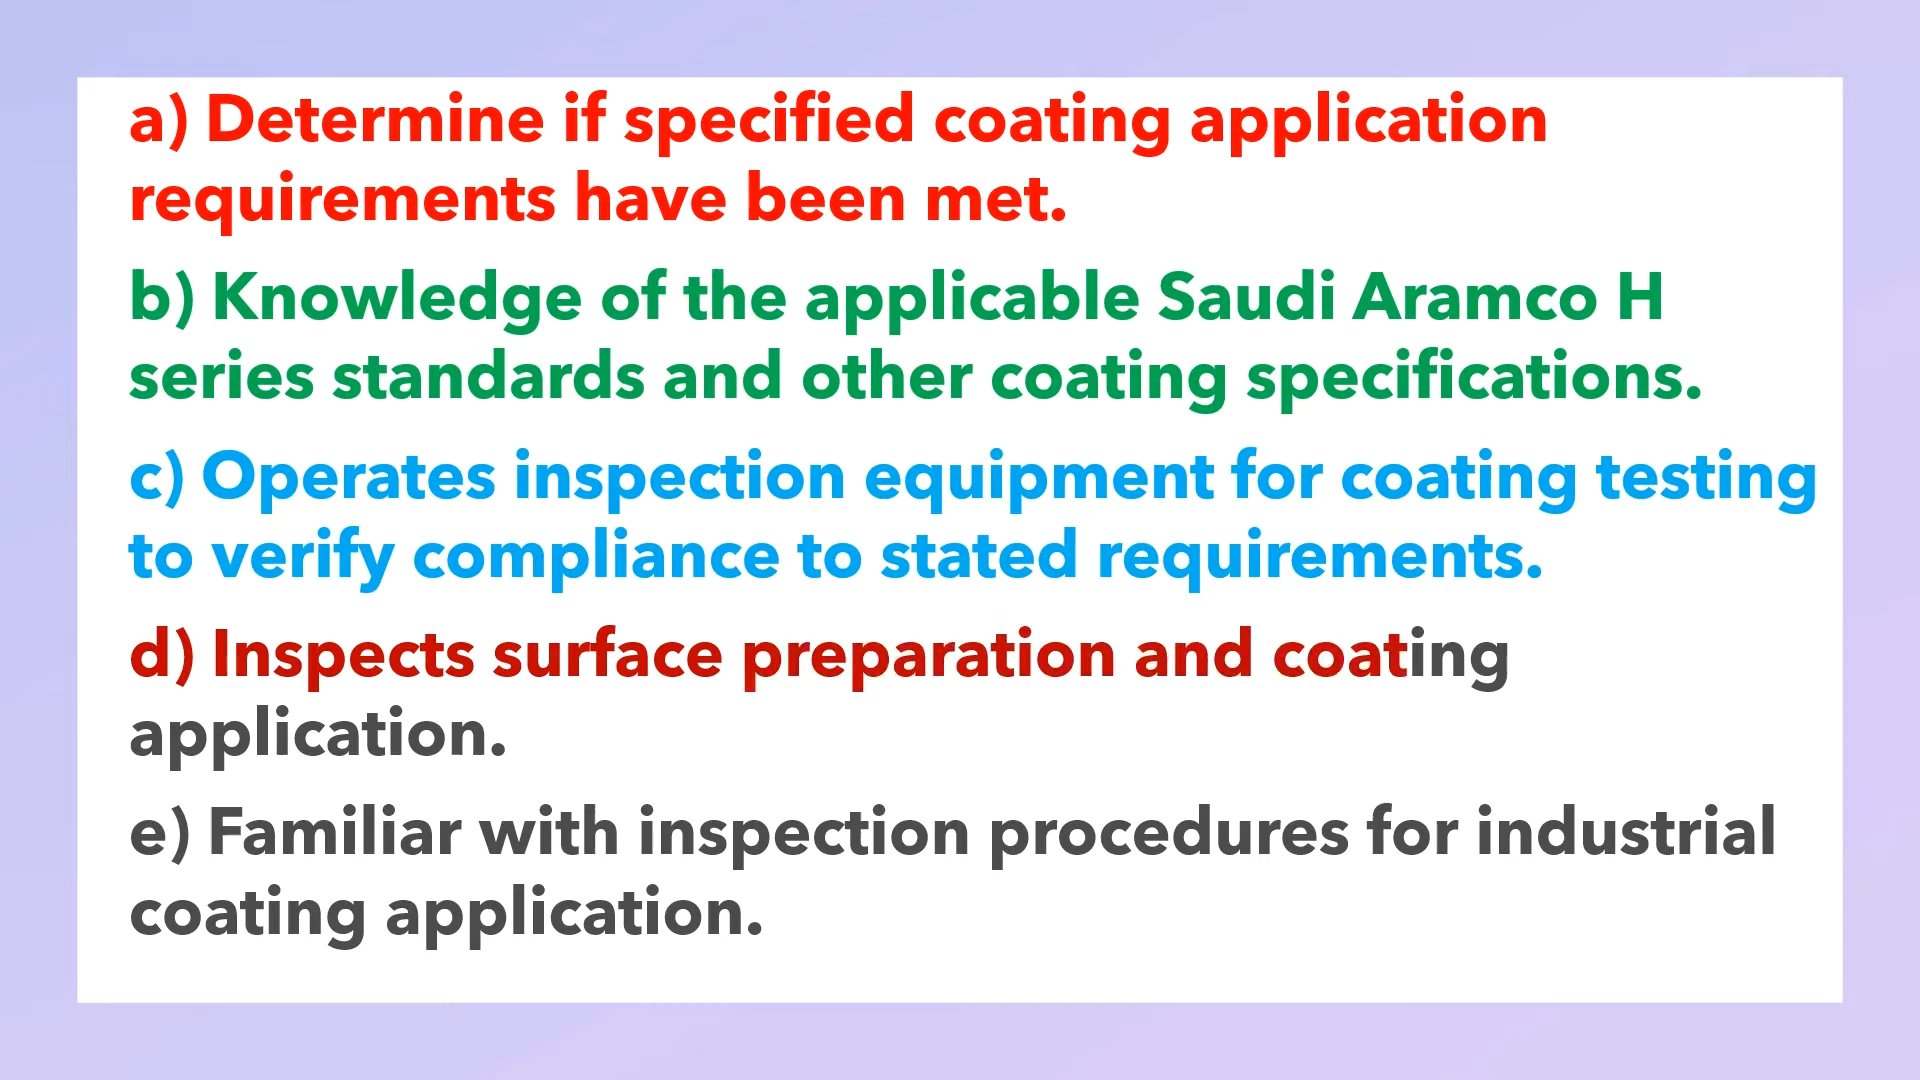 a) Determine if specified coating application
requirements have been met.
b) Knowledge of the applicable Saudi Aramco H
series standards and other coating specifications.
c) Operates inspection equipment for coating testing
to verify compliance to stated requirements.
d) Inspects surface preparation and coating
application.
e) Familiar with inspection procedures for industrial
coating application.